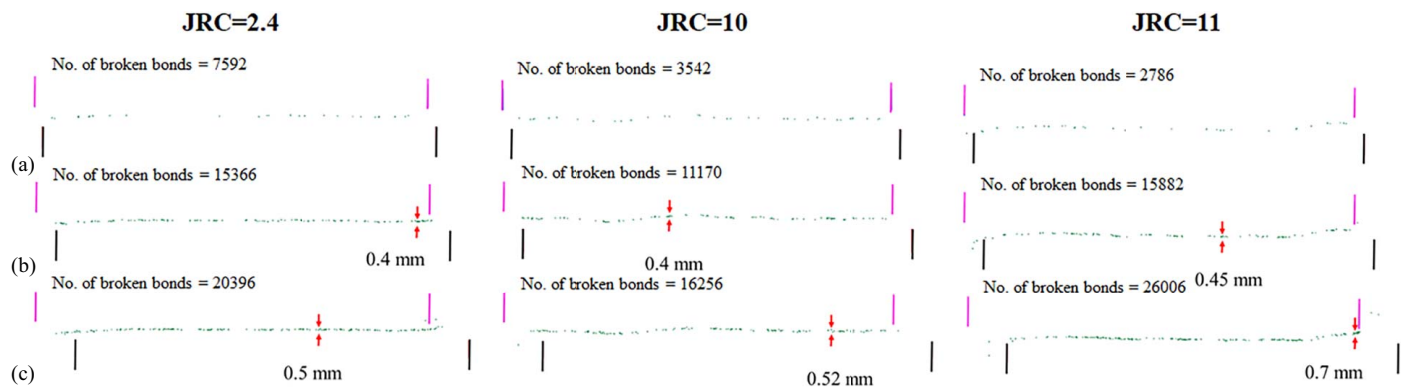 JRC=2.4 JRC=10 JRC=11
No. of broken bonds = 7592 No. of broken bonds = 3542 No. of broken bonds = 2786
(a)
No. of broken bonds = 15366 No. of broken bonds = 11170 No. of broken bonds = 15882
0.4 mm 0.4 mm 0.45 mm
(b)
No. of broken bonds = 20396 No. of broken bonds = 16256 No. of broken bonds = 26006
0.5 mm 0.52 mm 0.7 mm
(c)